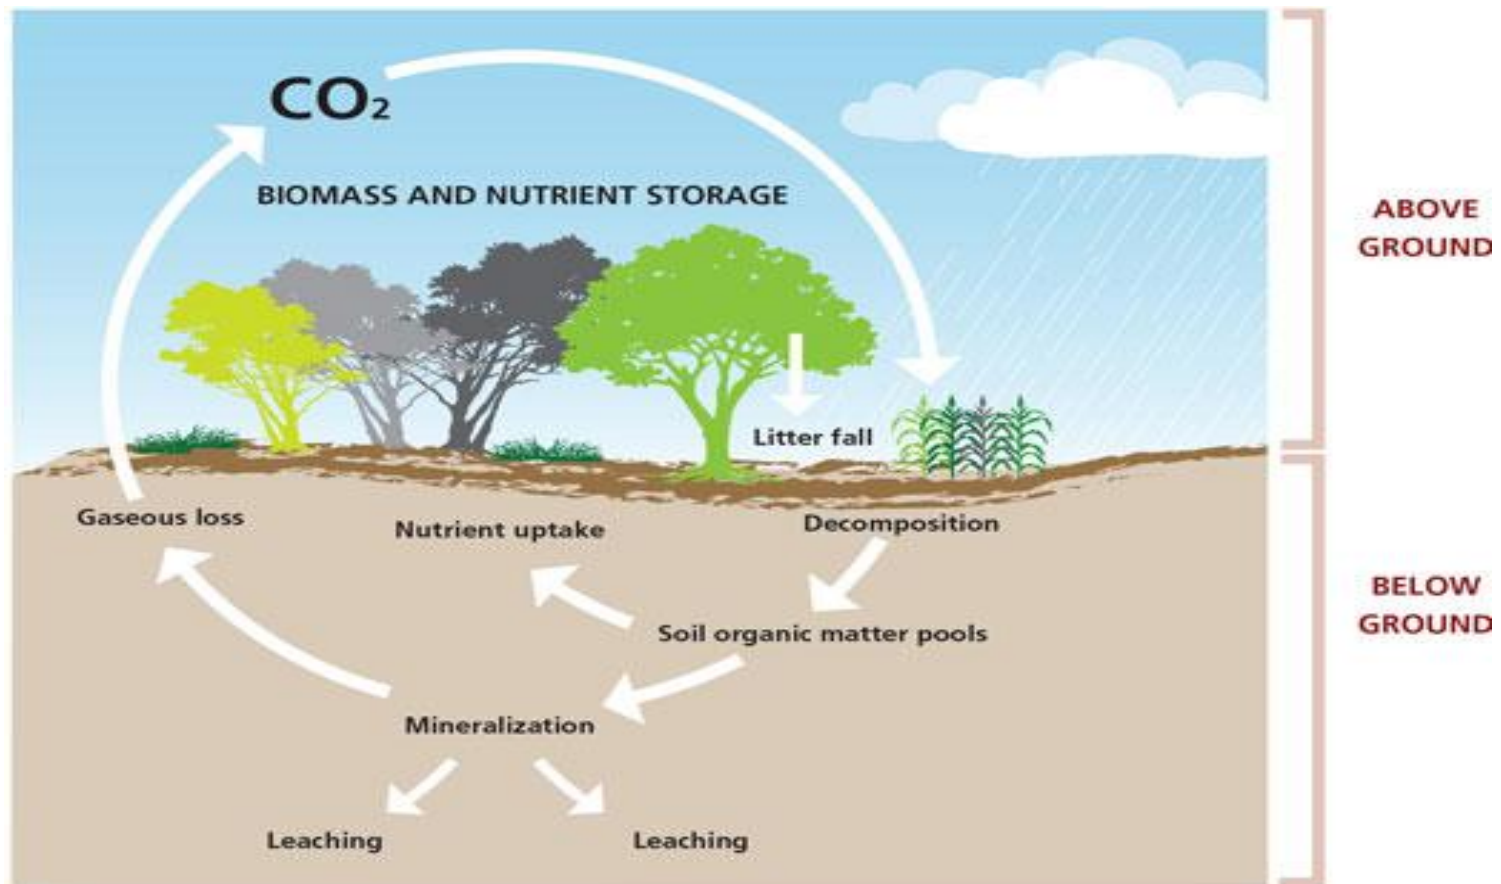 CO₂
BIOMASS AND NUTRIENT STORAGE
ABOVE
GROUND
Litter fall
Gaseous loss
Nutrient uptake
Decomposition
BELOW
GROUND
Soil organic matter pools
Mineralization
Leaching
Leaching